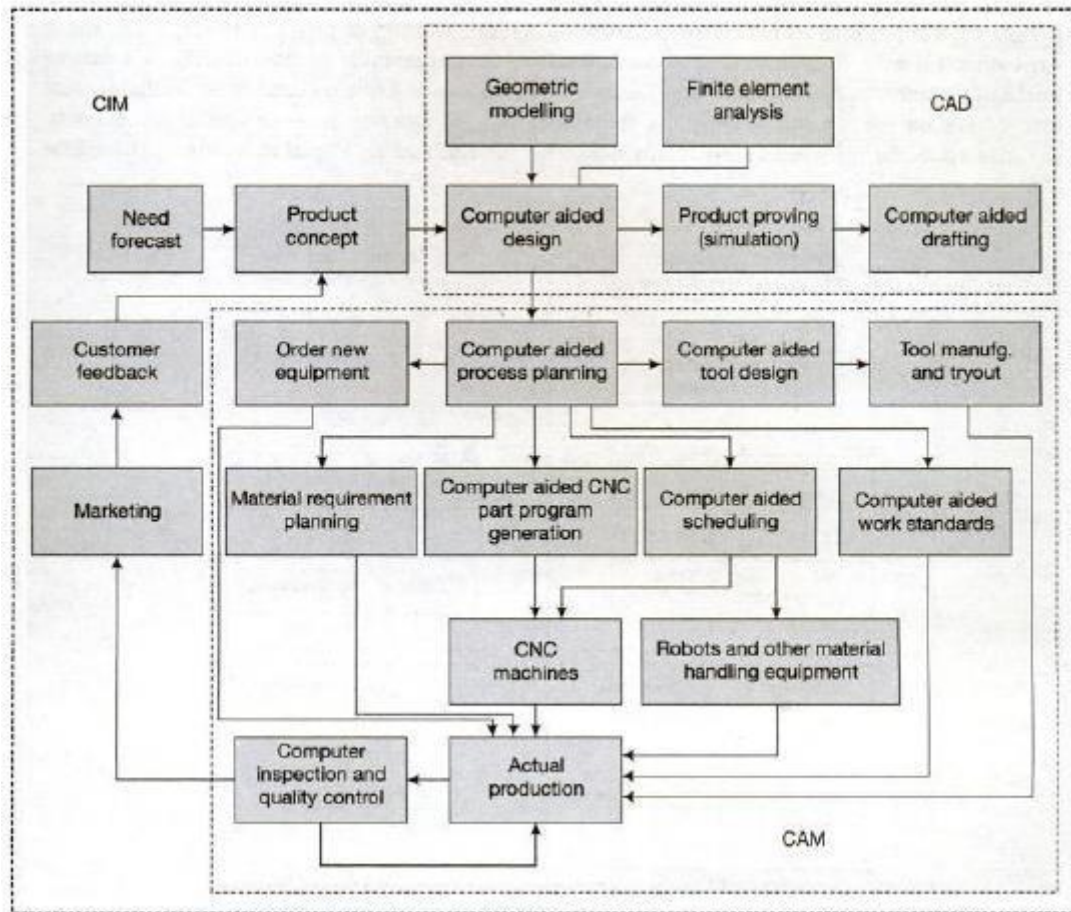 CIM
Geometric
modelling
Finite element
analysis
CAD
Need
forecast
Product
concept
Computer aided
design
Product proving
(simulation)
Computer aided
drafting
Customer
feedback
Order new
equipment
Computer aided
process planning
Computer aided
tool design
Tool manufg.
and tryout
Marketing
Material requirement
planning
Computer aided CNC
part program
generation
Computer aided
scheduling
Computer aided
work standards
CNC
machines
Robots and other material
handling equipment
Computer
inspection and
quality control
Actual
production
CAM